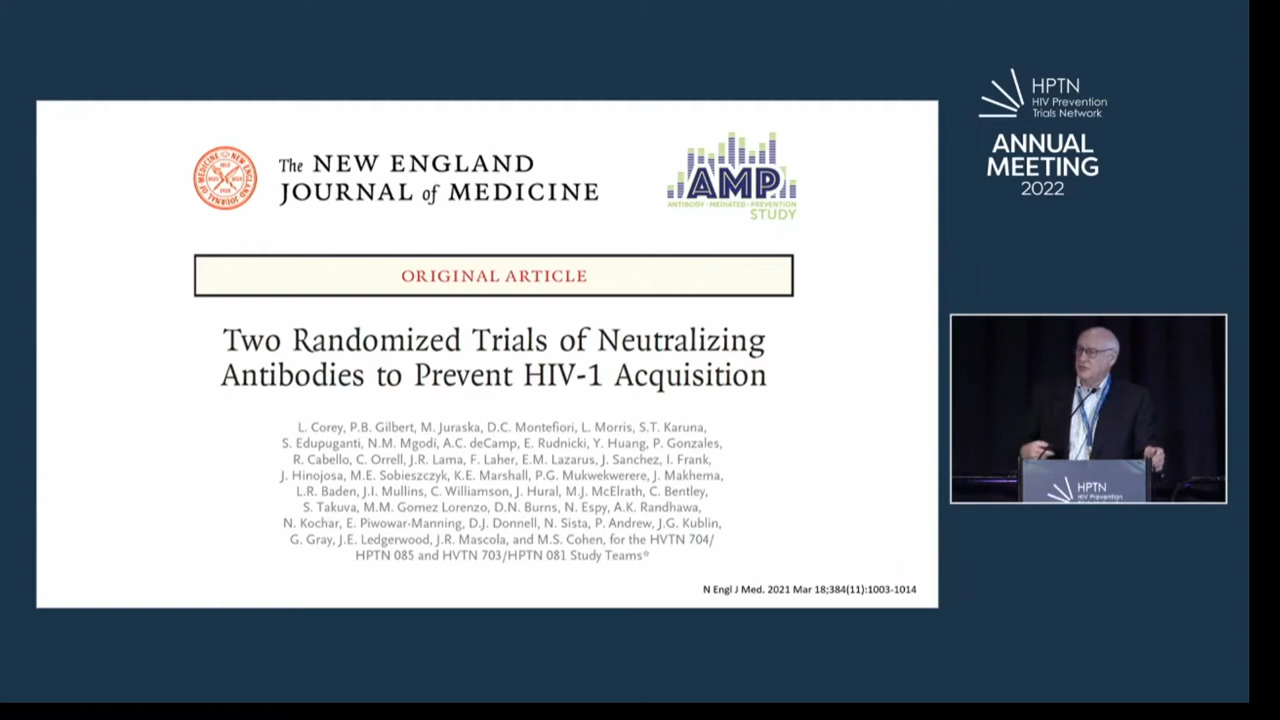 The NEW ENGLAND
JOURNAL of MEDICINE
AMP
ANTIBODY · MEDIATED · PREVENTION
STUDY
ORIGINAL ARTICLE
Two Randomized Trials of Neutralizing
Antibodies to Prevent HIV-1 Acquisition
L. Corey, P.B. Gilbert, M. Juraska, D.C. Montefiori, L. Morris, S.T. Karuna,
S. Edupuganti, N.M. Mgodi, A.C. deCamp, E. Rudnicki, Y. Huang, P. Gonzales,
R. Cabello, C. Orrell, J.R. Lama, F. Laher, E.M. Lazarus, J. Sanchez, I. Frank,
J. Hinojosa, M.E. Sobieszczyk, K.E. Marshall, P.G. Mukwekwerere, J. Makhema,
L.R. Baden, J.I. Mullins, C. Williamson, J. Hural, M.J. McElrath, C. Bentley,
S. Takuva, M.M. Gomez Lorenzo, D.N. Burns, N. Espy, A.K. Randhawa,
N. Kochar, E. Piwowar-Manning, D.J. Donnell, N. Sista, P. Andrew, J.G. Kublin,
G. Gray, J.E. Ledgerwood, J.R. Mascola, and M.S. Cohen, for the HVTN 704/
HPTN 085 and HVTN 703/HPTN 081 Study Teams*
N Engl J Med. 2021 Mar 18;384(11):1003-1014
HPTN
HIV Prevention
Trials Network
ANNUAL
MEETING
2022
HPTN
HIV Prevention